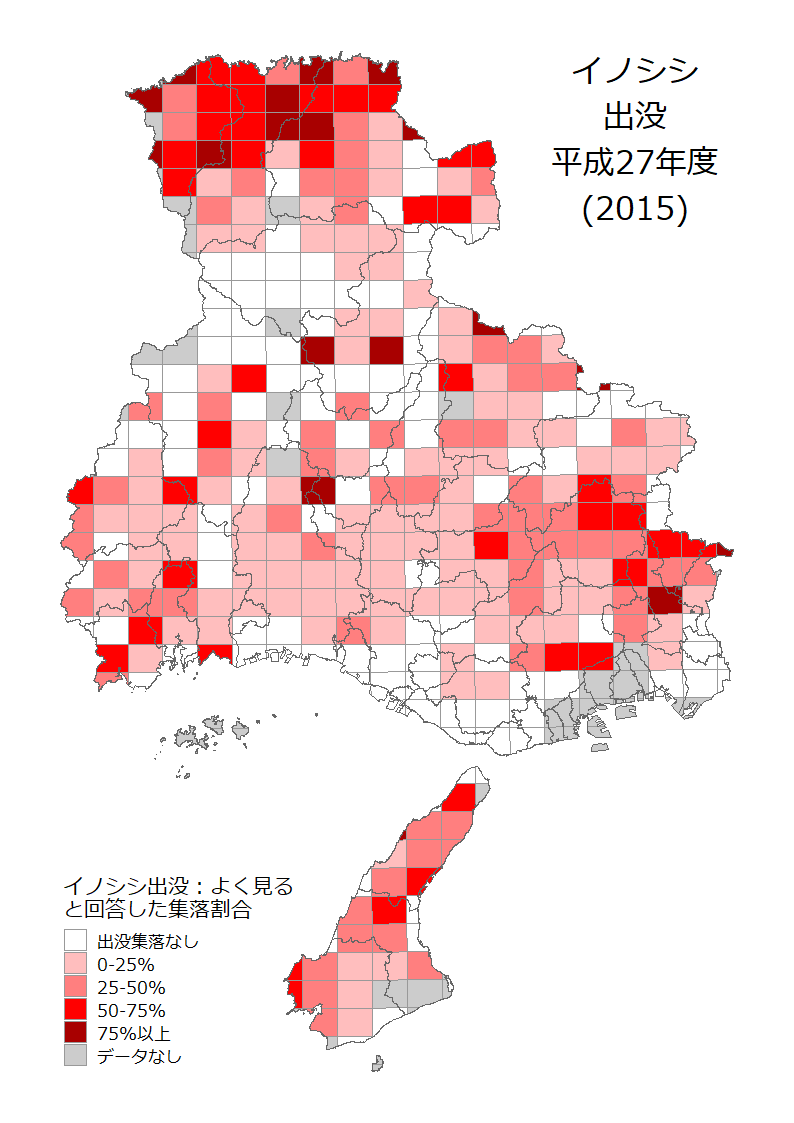 イノシシ
出没
平成27年度
(2015)
イノシシ出没：よく見る
と回答した集落割合
出没集落なし
0-25%
25-50%
50-75%
75%以上
データなし